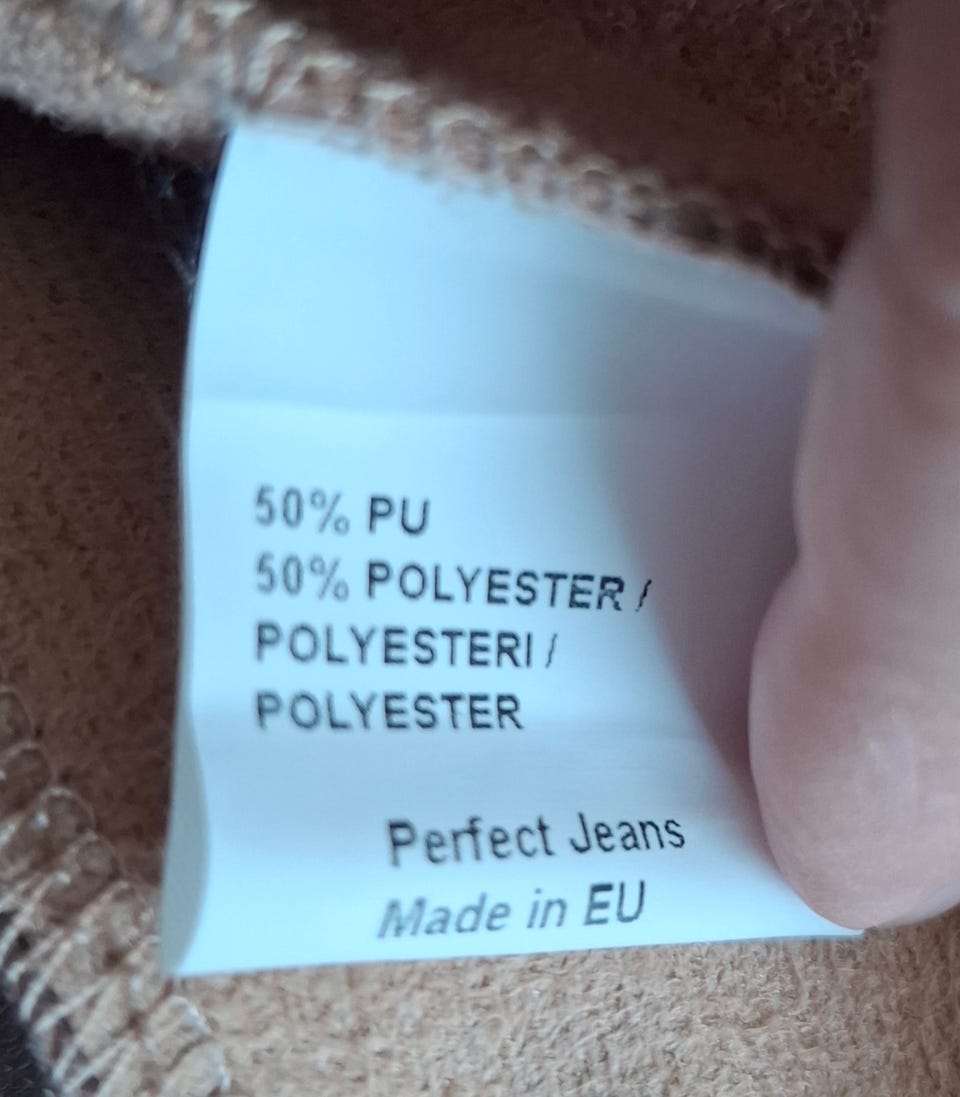 50% PU
50% POLYESTER /
POLYESTERI /
POLYESTER
Perfect Jeans
Made in EU